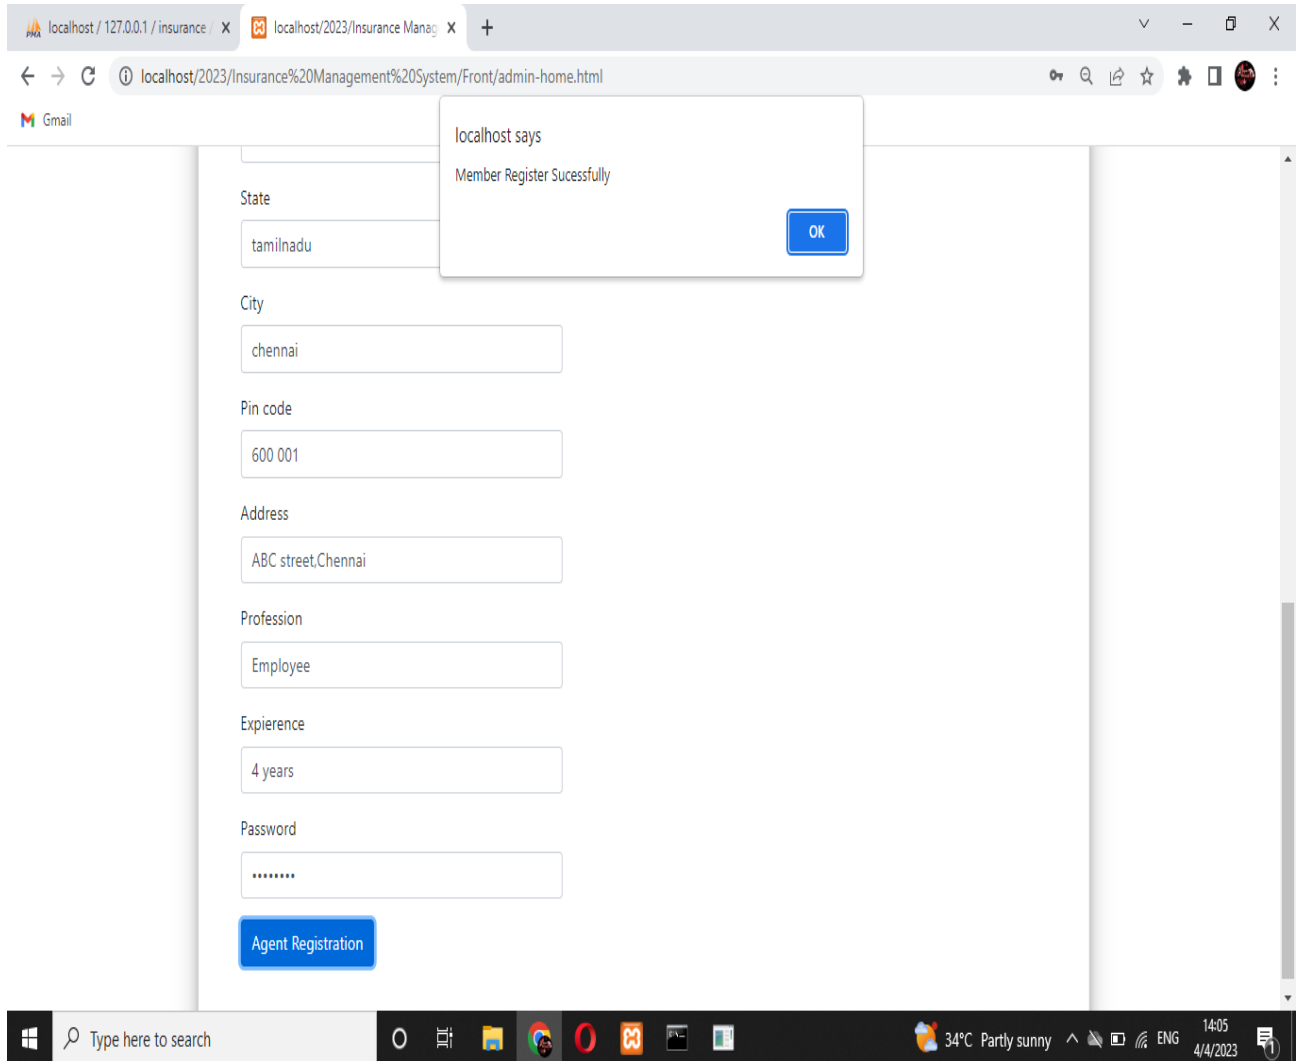 localhost / 127.0.0.1 / insurance /
localhost/2023/Insurance Manag
localhost/2023/Insurance%20Management%20System/Front/admin-home.html
Gmail
localhost says
Member Register Sucessfully
OK
State
tamilnadu
City
chennai
Pin code
600 001
Address
ABC street,Chennai
Profession
Employee
Expierence
4 years
Password
••••••••
Agent Registration
Type here to search
34°C Partly sunny
ENG
14:05
4/4/2023
1